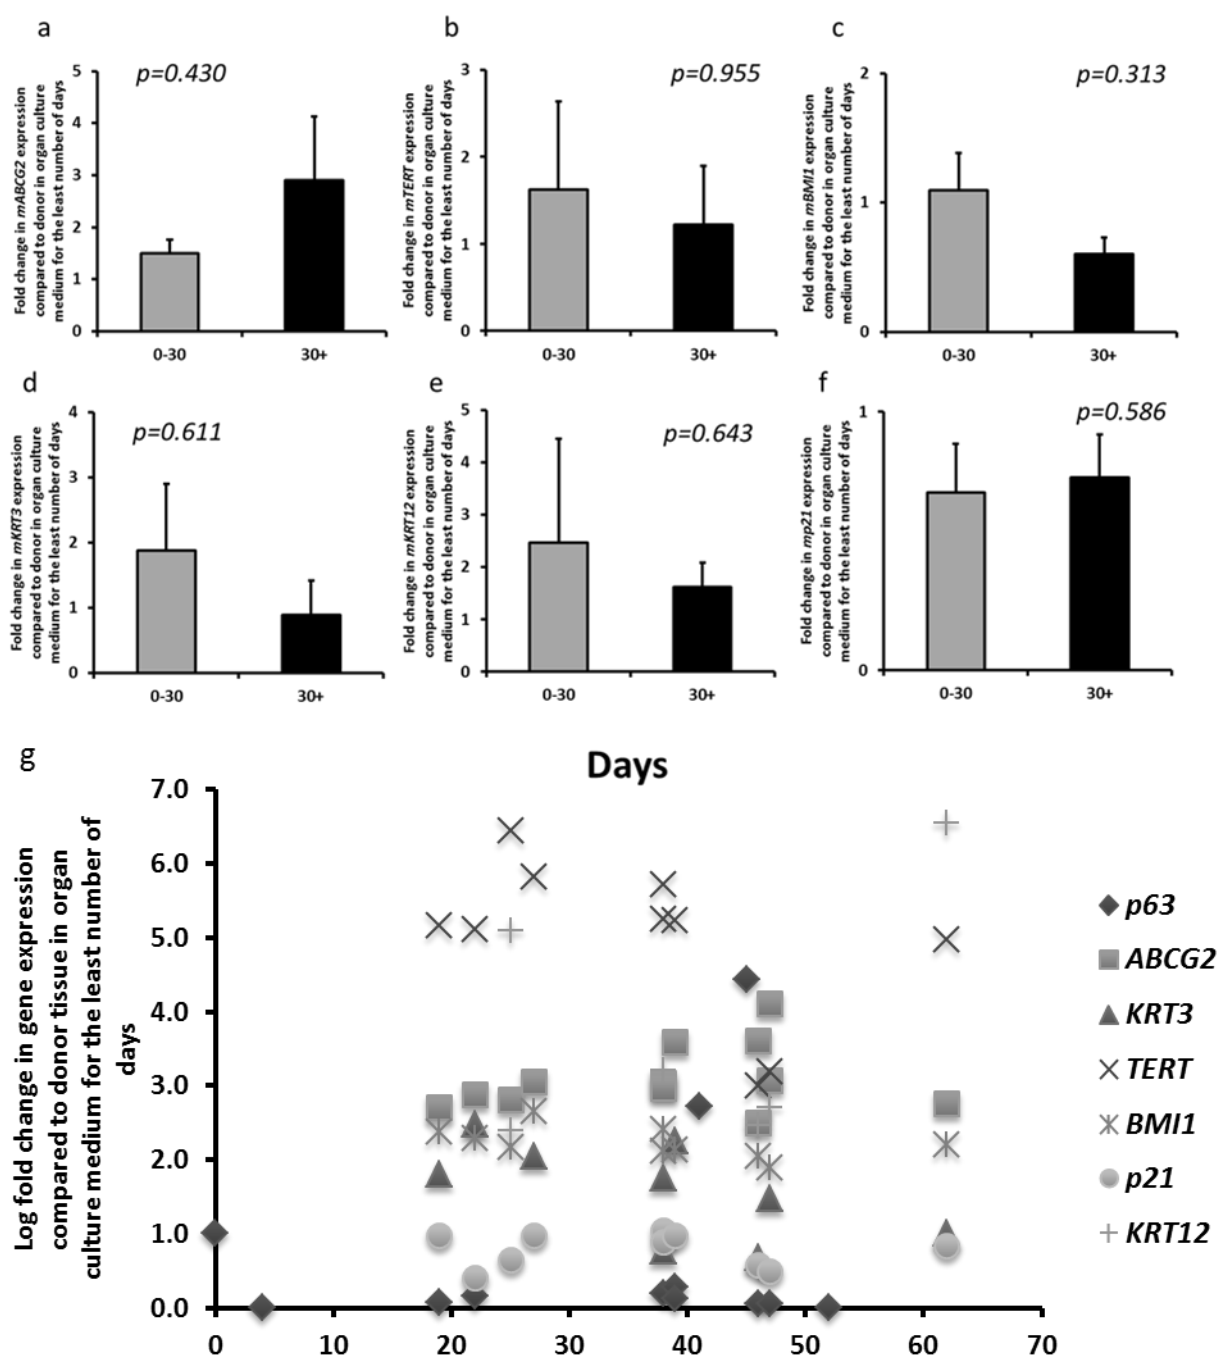 a
p=0.430
Fold change in mABCG2 expression
compared to donor in organ culture
medium for the least number of days
5
4
3
2
1
0
0-30
30+
b
p=0.955
Fold change in mTERT expression
compared to donor in organ culture
medium for the least number of days
3
2
1
0
0-30
30+
c
p=0.313
Fold change in mBMI1 expression
compared to donor in organ culture
medium for the least number of days
2
1
0
0-30
30+
d
p=0.611
Fold change in mKRT3 expression
compared to donor in organ culture
medium for the least number of days
4
3
2
1
0
0-30
30+
e
p=0.643
Fold change in mKRT12 expression
compared to donor in organ culture
medium for the least number of days
5
4
3
2
1
0
0-30
30+
f
p=0.586
Fold change in mp21 expression
compared to donor in organ culture
medium for the least number of days
1
0
0-30
30+
g
Days
Log fold change in gene expression
compared to donor tissue in organ
culture medium for the least number of
days
7.0
6.0
5.0
4.0
3.0
2.0
1.0
0.0
0
10
20
30
40
50
60
70
p63
ABCG2
KRT3
TERT
BMI1
p21
KRT12